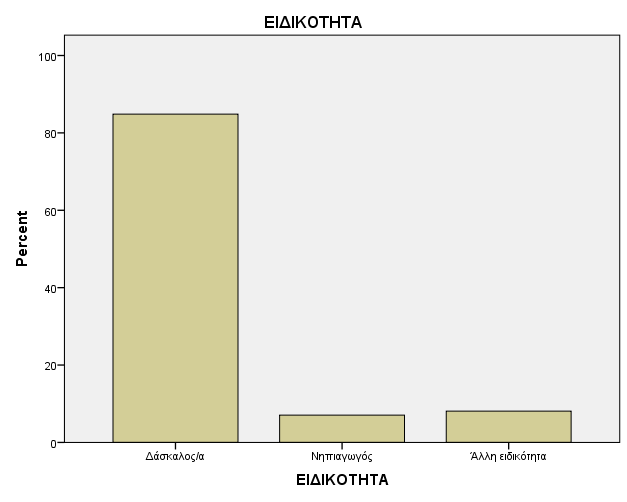 ΕΙΔΙΚΟΤΗΤΑ
100
80
60
40
20
0
Percent
Δάσκαλος/α
Νηπιαγωγός
Άλλη ειδικότητα
ΕΙΔΙΚΟΤΗΤΑ